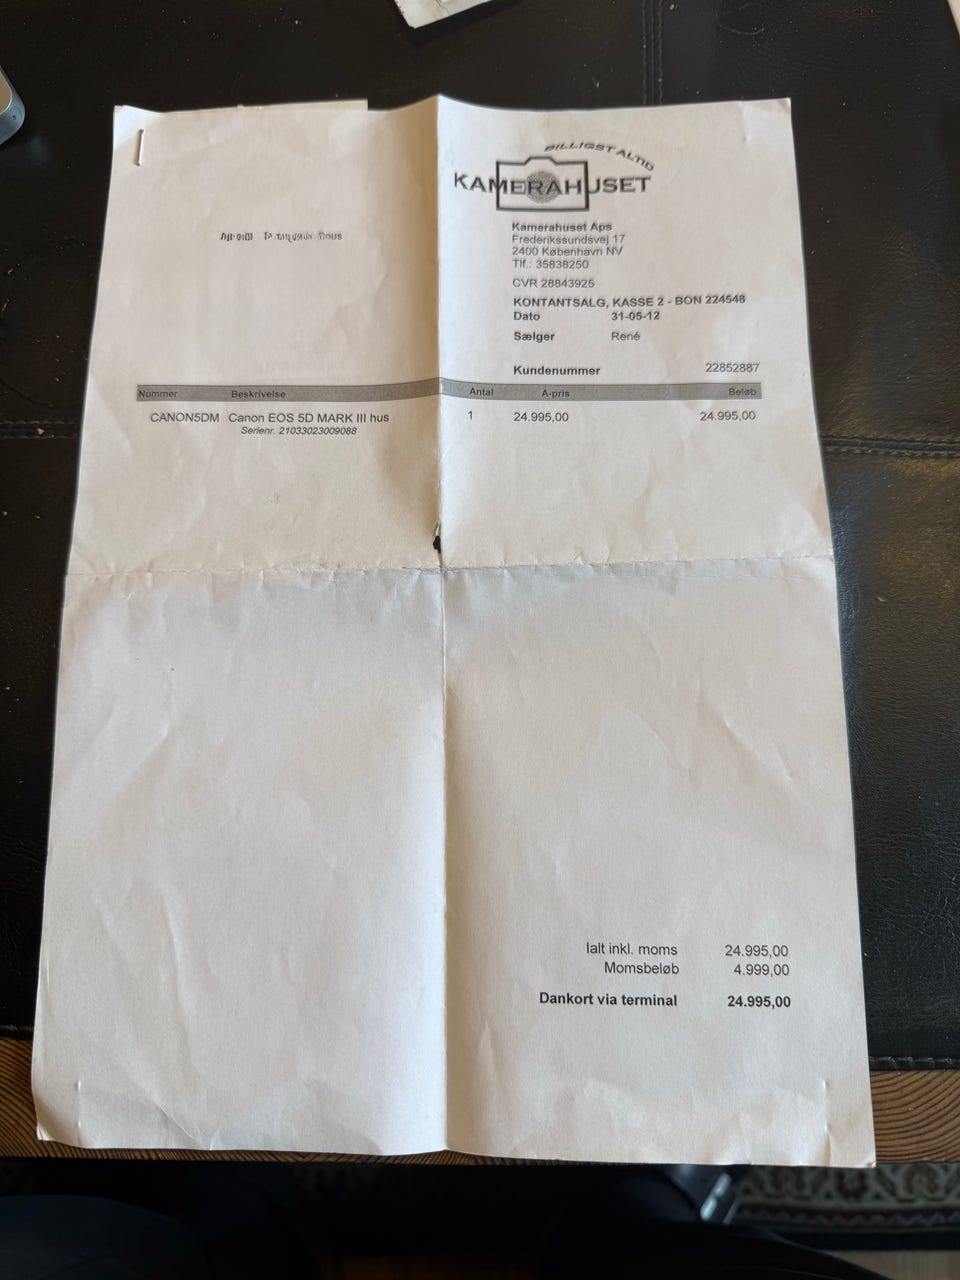 BILLIGST ALTID
KAMERAHUSET
Kamerahuset Aps
Frederikssundsvej 17
2400 København NV
Tlf.: 35838250
CVR 28843925
KONTANTSALG, KASSE 2 - BON 224548
Dato 31-05-12
Sælger René
Kundenummer 22852887
Nummer Beskrivelse Antal A-pris Beløb
CANON5DM Canon EOS 5D MARK III hus 1 24.995,00 24.995,00
Serienr. 21033023009088
Ialt inkl. moms 24.995,00
Momsbeløb 4.999,00
Dankort via terminal 24.995,00